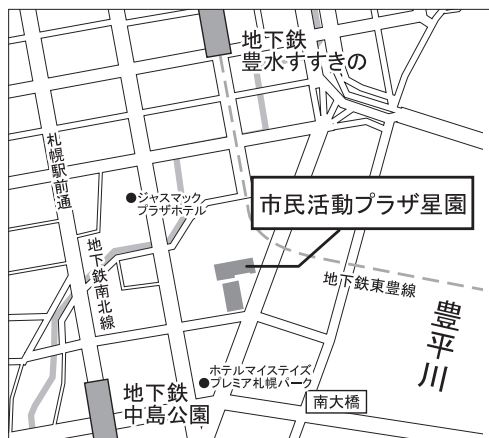 地下鉄
豊水すすきの
札幌駅前通
ジャスマック
プラザホテル
市民活動プラザ星園
地下鉄南北線
地下鉄東豊線
豊平川
ホテルマイステイズ
プレミア札幌パーク
地下鉄
中島公園
南大橋